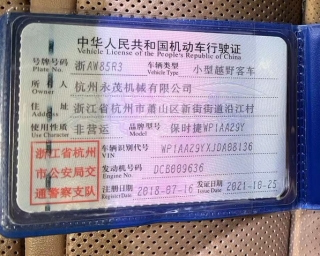 中华人民共和国机动车行驶证
Vehicle License of the People's Republic of China
号牌号码 浙AW85R3 车辆类型 小型越野客车
Plate No. Vehicle Type
所有人 杭州永茂机械有限公司
Owner
住址 浙江省杭州市萧山区新街街道沿江村
Address
使用性质 非营运 品牌型号 保时捷WP1AA29Y
Use Character Model
浙江省杭州市公安局交通警察支队
车辆识别代号 WP1AA29YXJDA08136
VIN
发动机号码 DCB009636
Engine No.
注册日期 2018-07-16 发证日期 2021-10-25
Register Date Issue Date